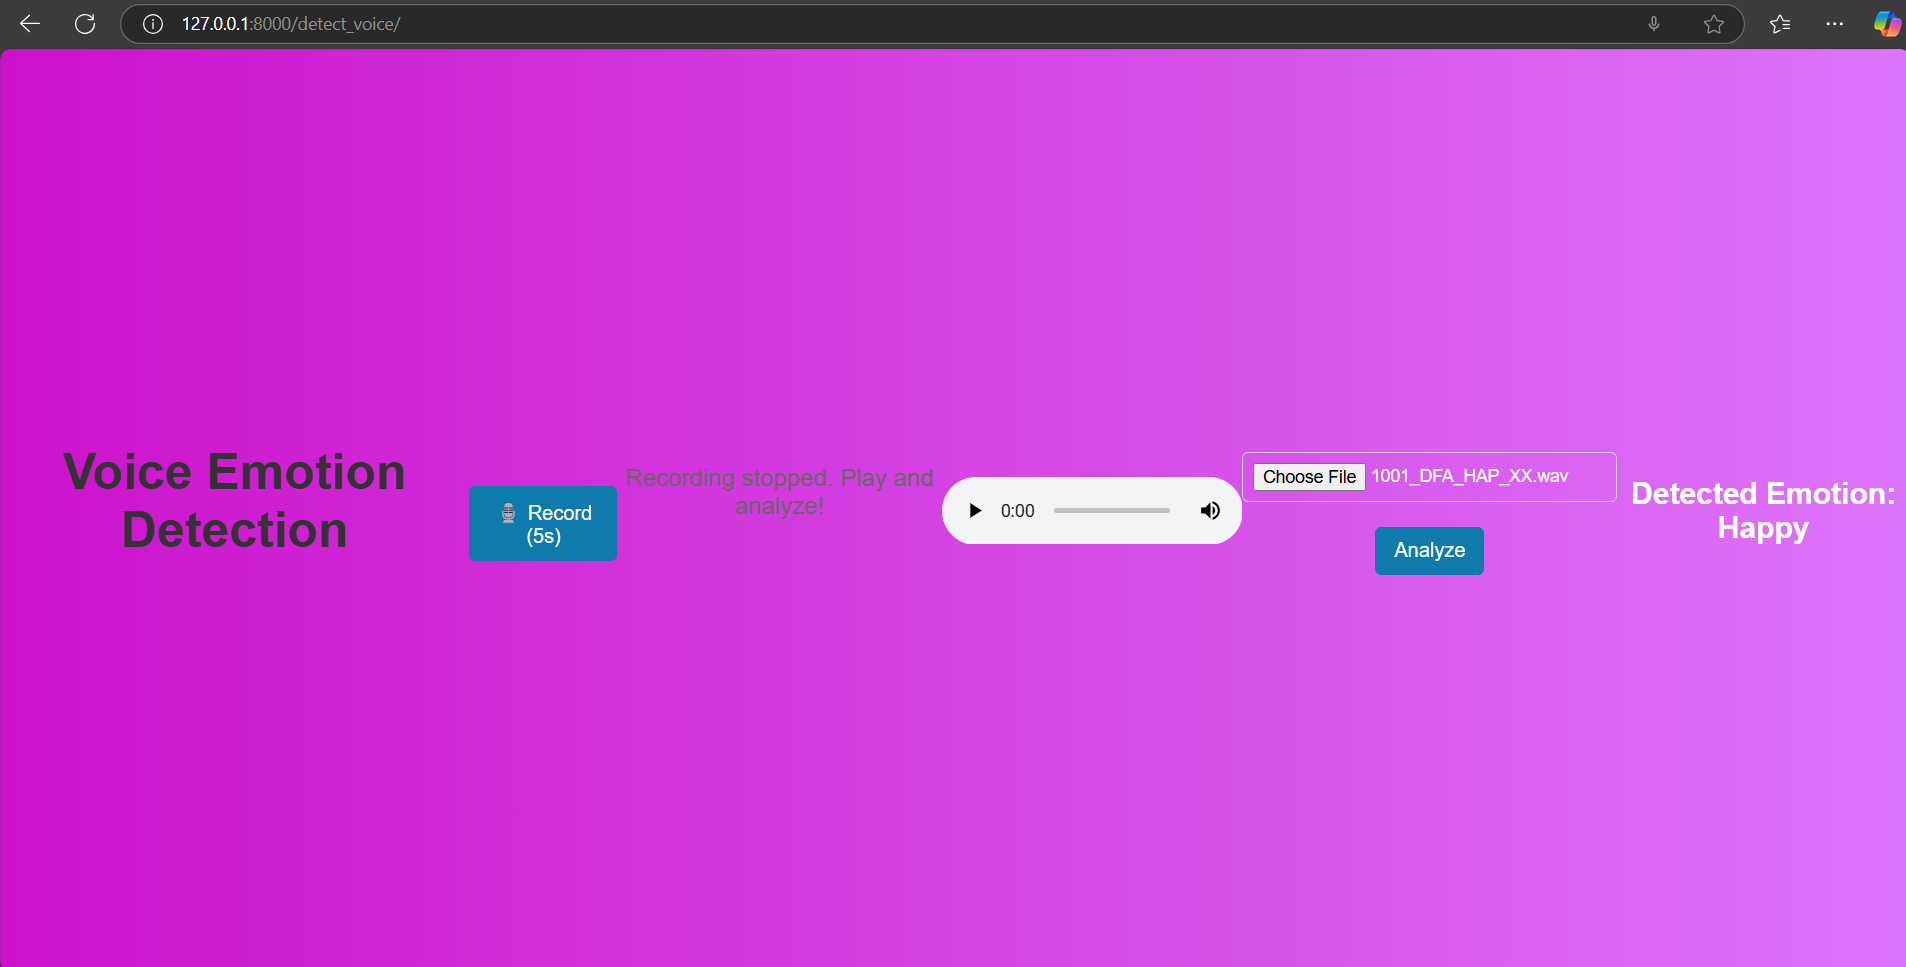 127.0.0.1:8000/detect_voice/
Voice Emotion
Detection
Record
(5s)
Recording stopped. Play and
analyze!
0:00
Choose File 1001_DFA_HAP_XX.wav
Analyze
Detected Emotion:
Happy